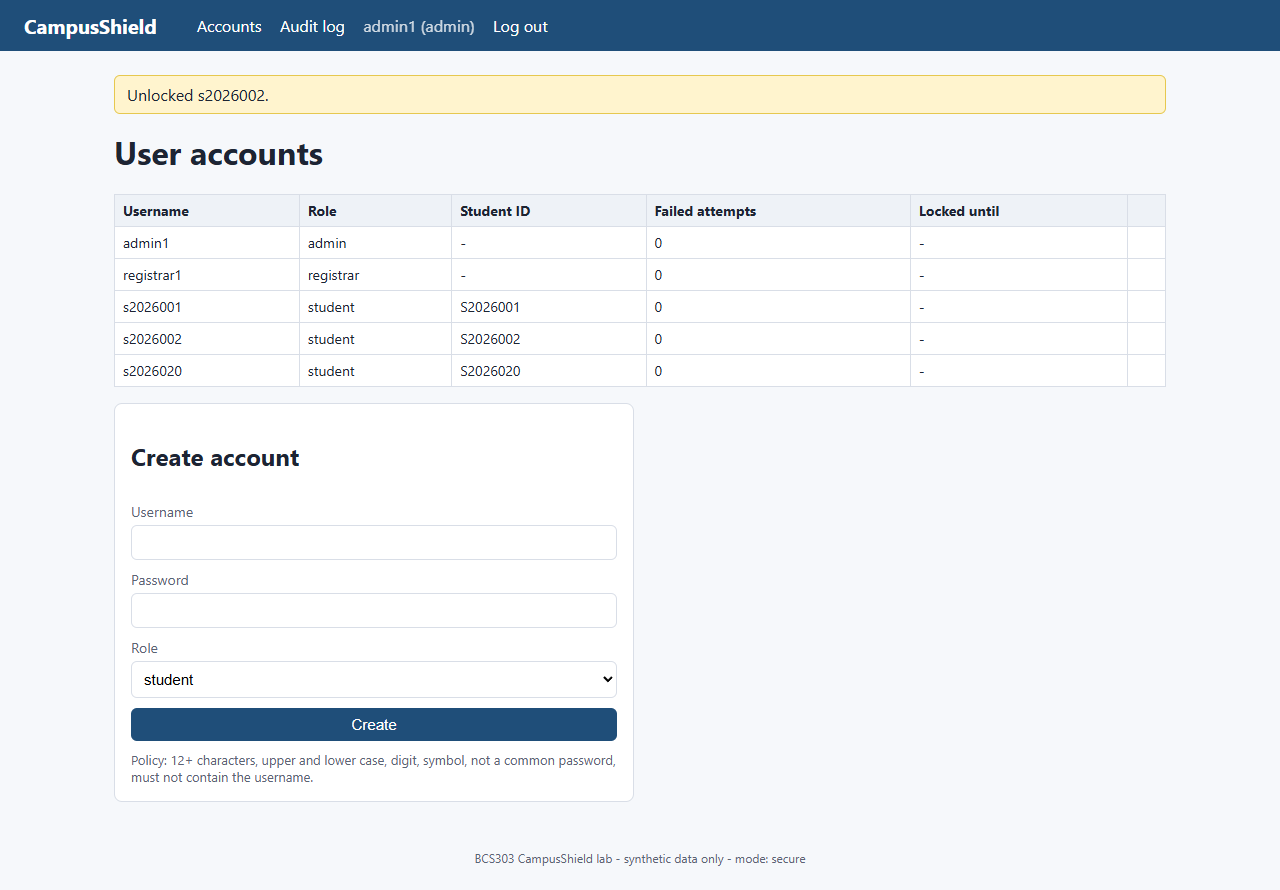 CampusShield Accounts Audit log admin1 (admin) Log out
Unlocked s2026002.
User accounts
Username Role Student ID Failed attempts Locked until
admin1 admin - 0 -
registrar1 registrar - 0 -
s2026001 student S2026001 0 -
s2026002 student S2026002 0 -
s2026020 student S2026020 0 -
Create account
Username
Password
Role
student
Create
Policy: 12+ characters, upper and lower case, digit, symbol, not a common password,
must not contain the username.
BCS303 CampusShield lab - synthetic data only - mode: secure